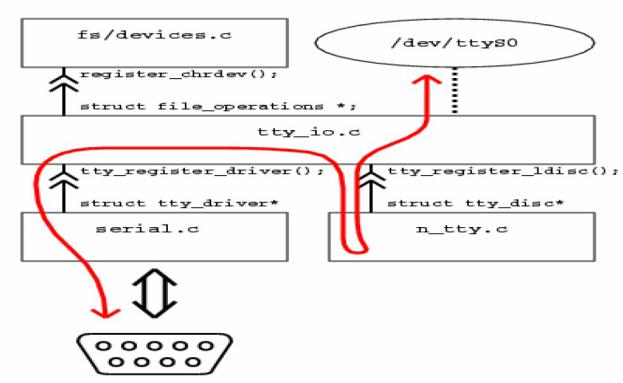 fs/devices.c
/dev/ttyS0
register_chrdev();
struct file_operations *;
tty_io.c
tty_register_driver();
tty_register_ldisc();
struct tty_driver*
struct tty_disc*
serial.c
n_tty.c